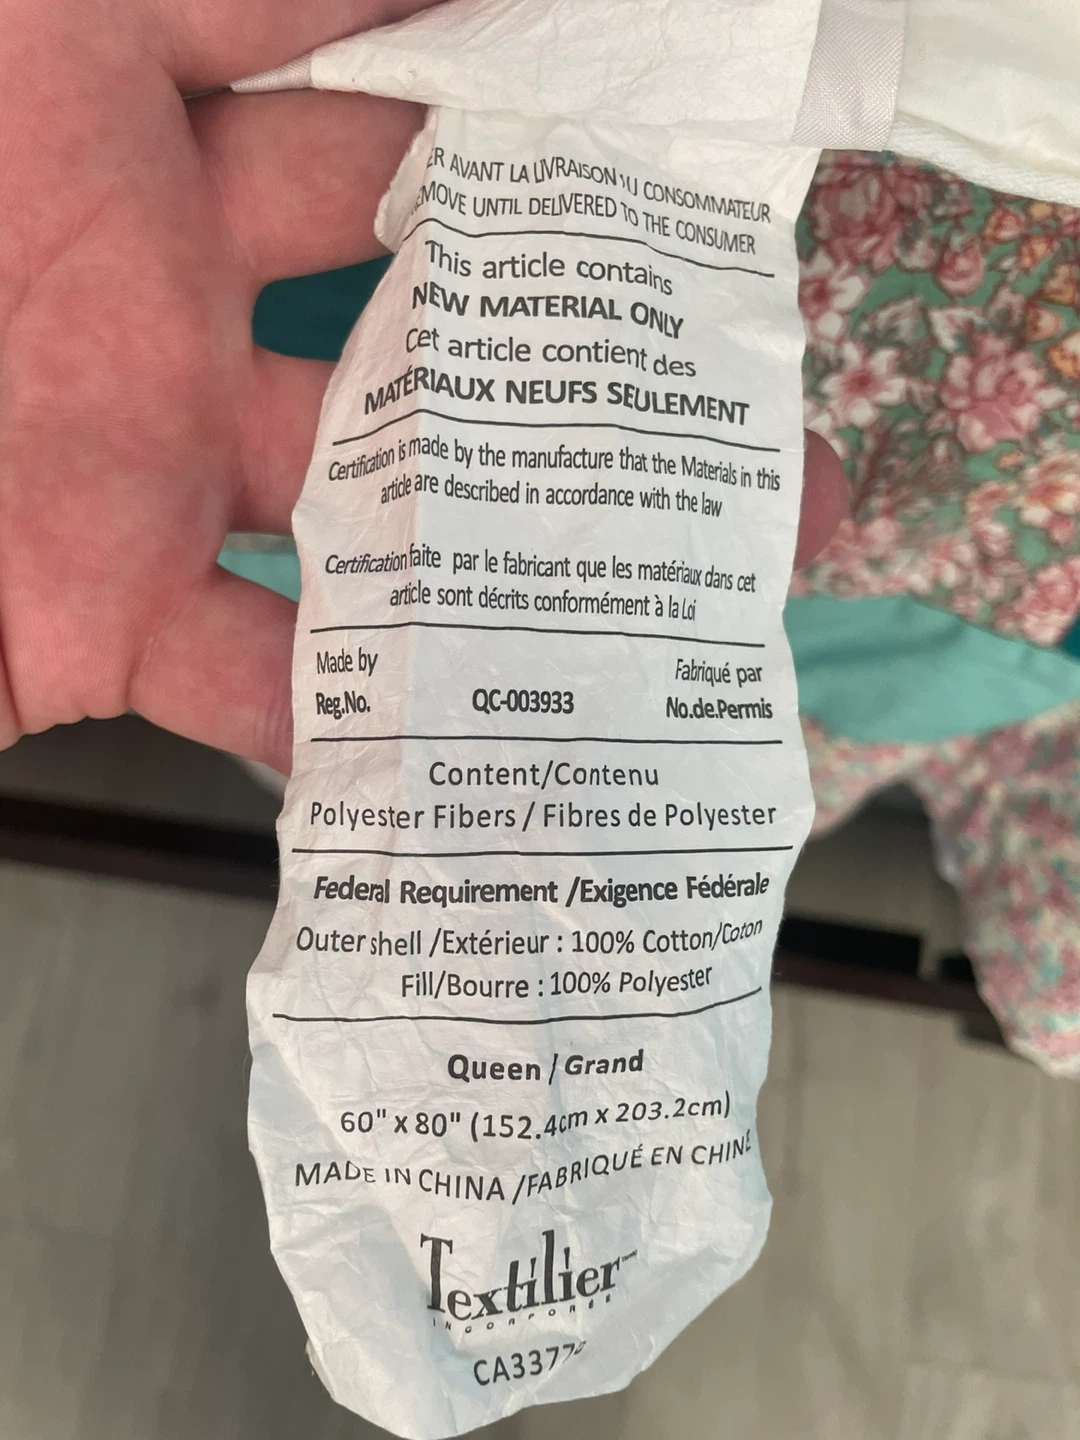 AVANT LA LIVRAISON AU CONSOMMATEUR
UNTIL DELIVERED TO THE CONSUMER
This article contains
NEW MATERIAL ONLY
Cet article contient des
MATÉRIAUX NEUFS SEULEMENT
Certification is made by the manufacture that the Materials in this
article are described in accordance with the law
Certification faite par le fabricant que les matériaux dans cet
article sont décrits conformément à la Loi
Made by Fabriqué par
Reg.No. QC-003933 No.de.Permis
Content/Contenu
Polyester Fibers / Fibres de Polyester
Federal Requirement /Exigence Fédérale
Outer shell /Extérieur : 100% Cotton/Coton
Fill/Bourre : 100% Polyester
Queen / Grand
60" x 80" (152.4cm x 203.2cm)
MADE IN CHINA /FABRIQUÉ EN CHINE
Textilier™
INCORPORÉE